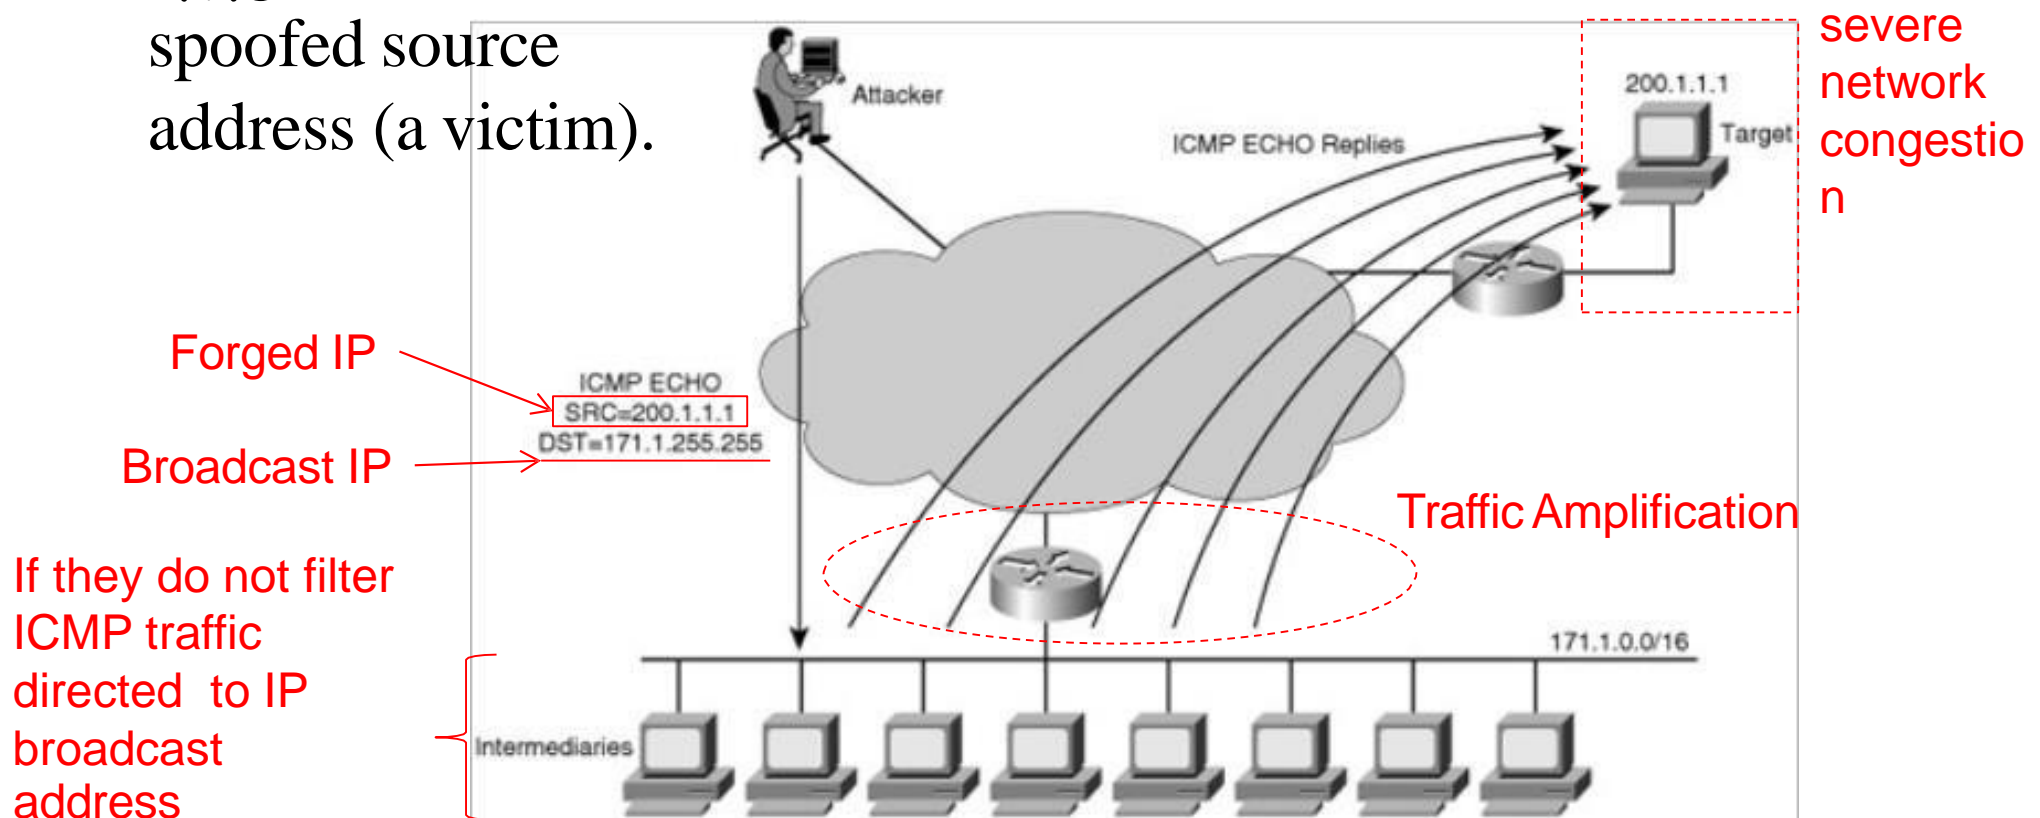 spoofed source
address (a victim).
severe
network
congestio
n
Attacker
200.1.1.1
Target
ICMP ECHO Replies
Forged IP
ICMP ECHO
SRC=200.1.1.1
DST=171.1.255.255
Broadcast IP
Traffic Amplification
If they do not filter
ICMP traffic
directed to IP
broadcast
address
171.1.0.0/16
Intermediaries